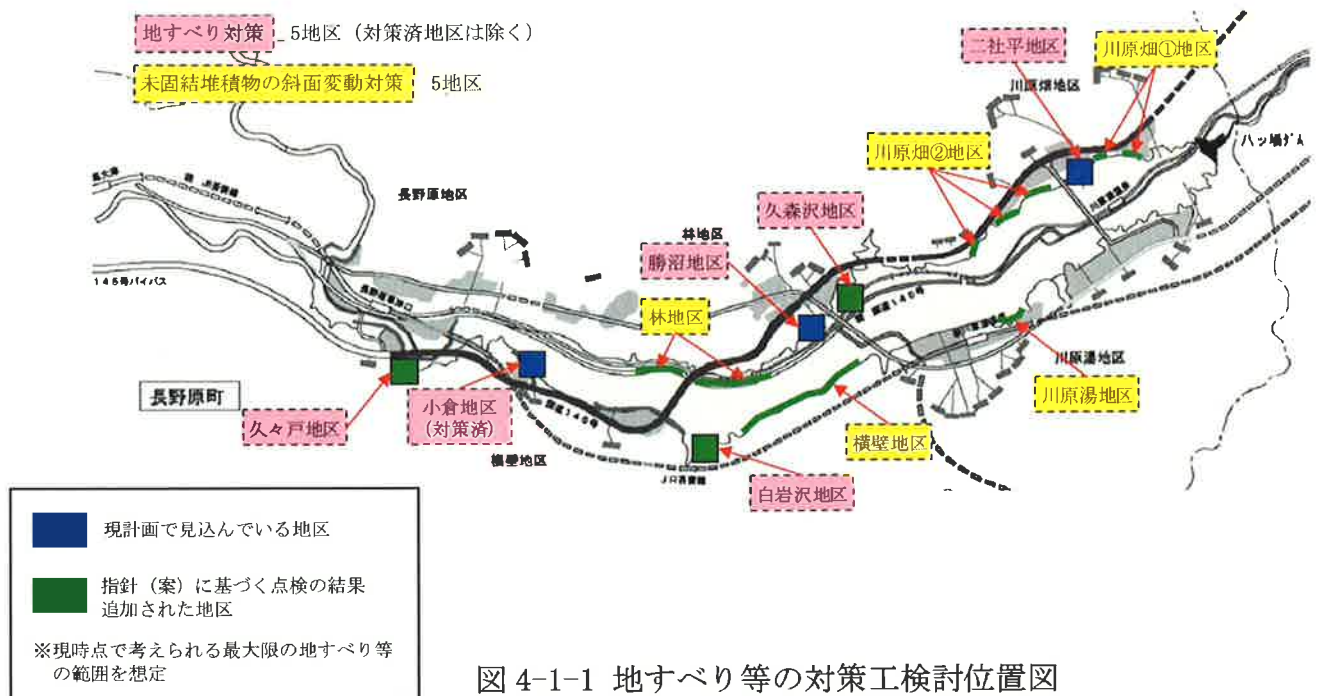 地すべり対策 5地区（対策済地区は除く）
未固結堆積物の斜面変動対策 5地区
二社平地区
川原畑①地区
川原畑地区
川原畑②地区
八ッ場ダム
長野原地区
久森沢地区
林地区
勝沼地区
145号バイパス
林地区
川原湯地区
川原湯地区
長野原町
久々戸地区
小倉地区
(対策済)
国道145号
横壁地区
横壁地区
JR吾妻線
白岩沢地区
現計画で見込んでいる地区
指針（案）に基づく点検の結果
追加された地区
※現時点で考えられる最大限の地すべり等
の範囲を想定
図 4-1-1 地すべり等の対策工検討位置図